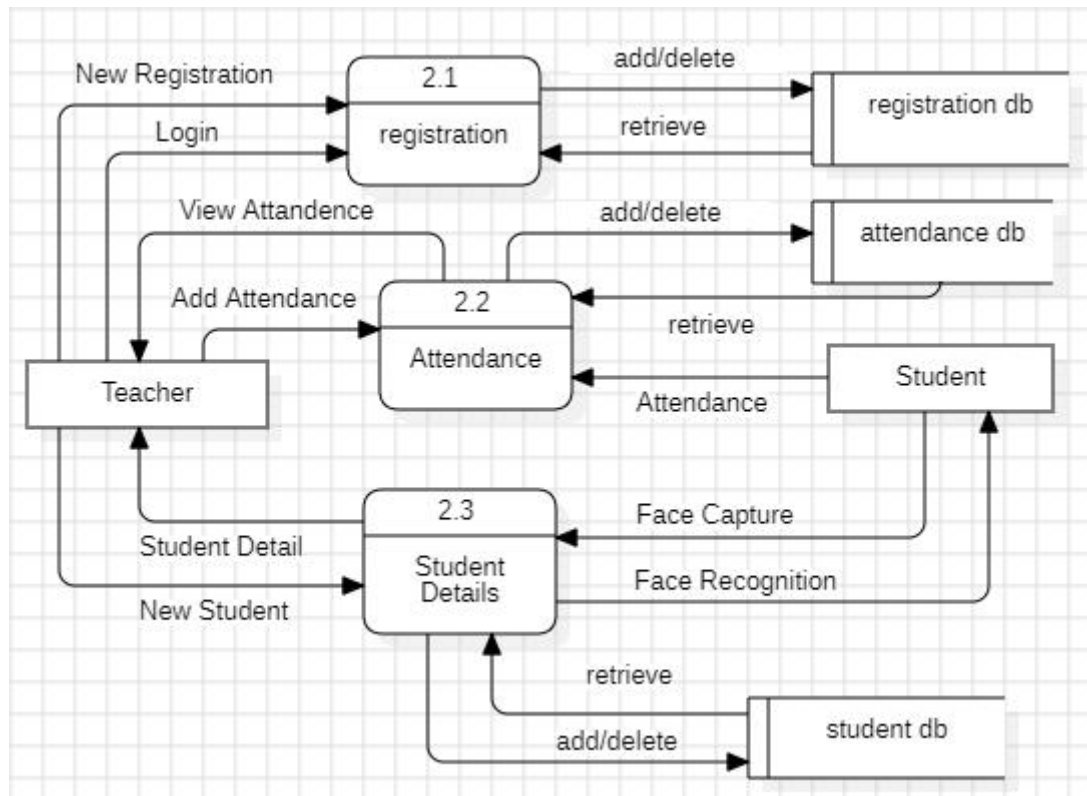 New Registration
2.1
add/delete
registration db
Login
registration
retrieve
View Attandence
add/delete
attendance db
Add Attendance
2.2
retrieve
Attendance
Teacher
Student
Attendance
2.3
Face Capture
Student Detail
Student
Details
Face Recognition
New Student
retrieve
student db
add/delete